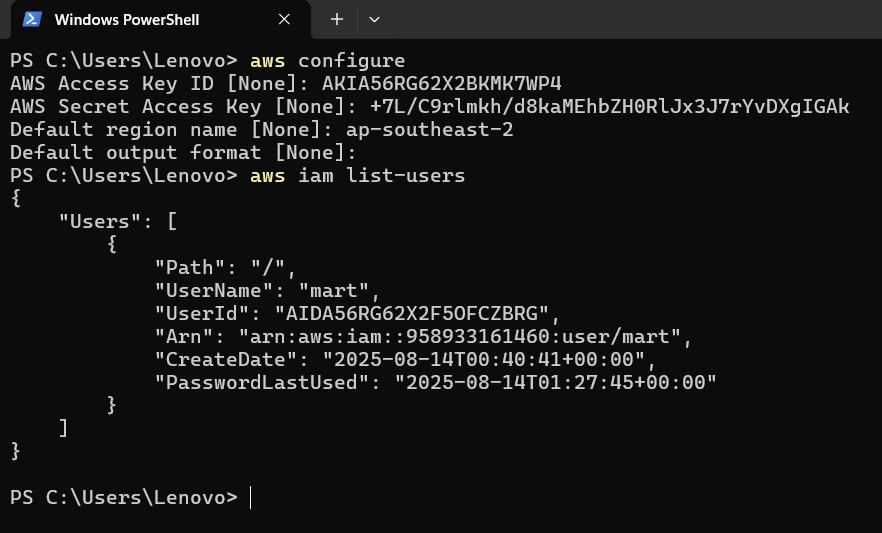 Windows PowerShell
PS C:\Users\Lenovo> aws configure
AWS Access Key ID [None]: AKIA56RG62X2BKMK7WP4
AWS Secret Access Key [None]: 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
Default region name [None]: ap-southeast-2
Default output format [None]:
PS C:\Users\Lenovo> aws iam list-users
{
    "Users": [
        {
            "Path": "/",
            "UserName": "mart",
            "UserId": "AIDA56RG62X2F5OFCZBRG",
            "Arn": "arn:aws:iam::958933161460:user/mart",
            "CreateDate": "2025-08-14T00:40:41+00:00",
            "PasswordLastUsed": "2025-08-14T01:27:45+00:00"
        }
    ]
}
PS C:\Users\Lenovo>